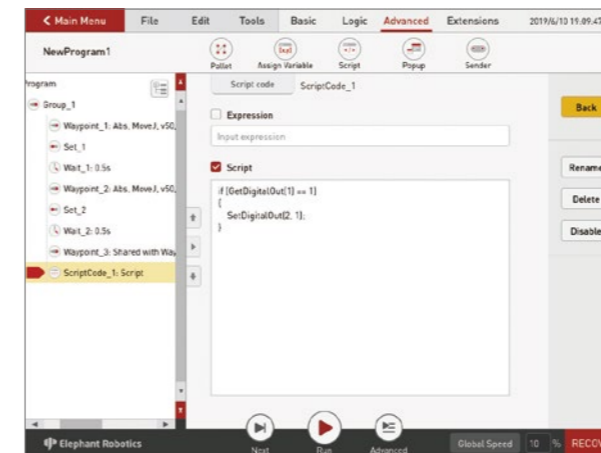 Main Menu File Edit Tools Basic Logic Advanced Extensions 2019/6/10 19:09:47
NewProgram1
Pallet Assign Variable Script Popup Sender
Program
Group_1
Waypoint_1: Abs, MoveJ, v50,
Set_1
Wait_1: 0.5s
Waypoint_2: Abs, MoveJ, v50,
Set_2
Wait_2: 0.5s
Waypoint_3: Shared with Way
ScriptCode_1: Script
Script code ScriptCode_1
Expression
Input expression
Script
if (GetDigitalOut(1) == 1)
{
SetDigitalOut(2, 1);
}
Back
Rename
Delete
Disable
Next Run Advanced
Elephant Robotics Global Speed 10 % RECOV